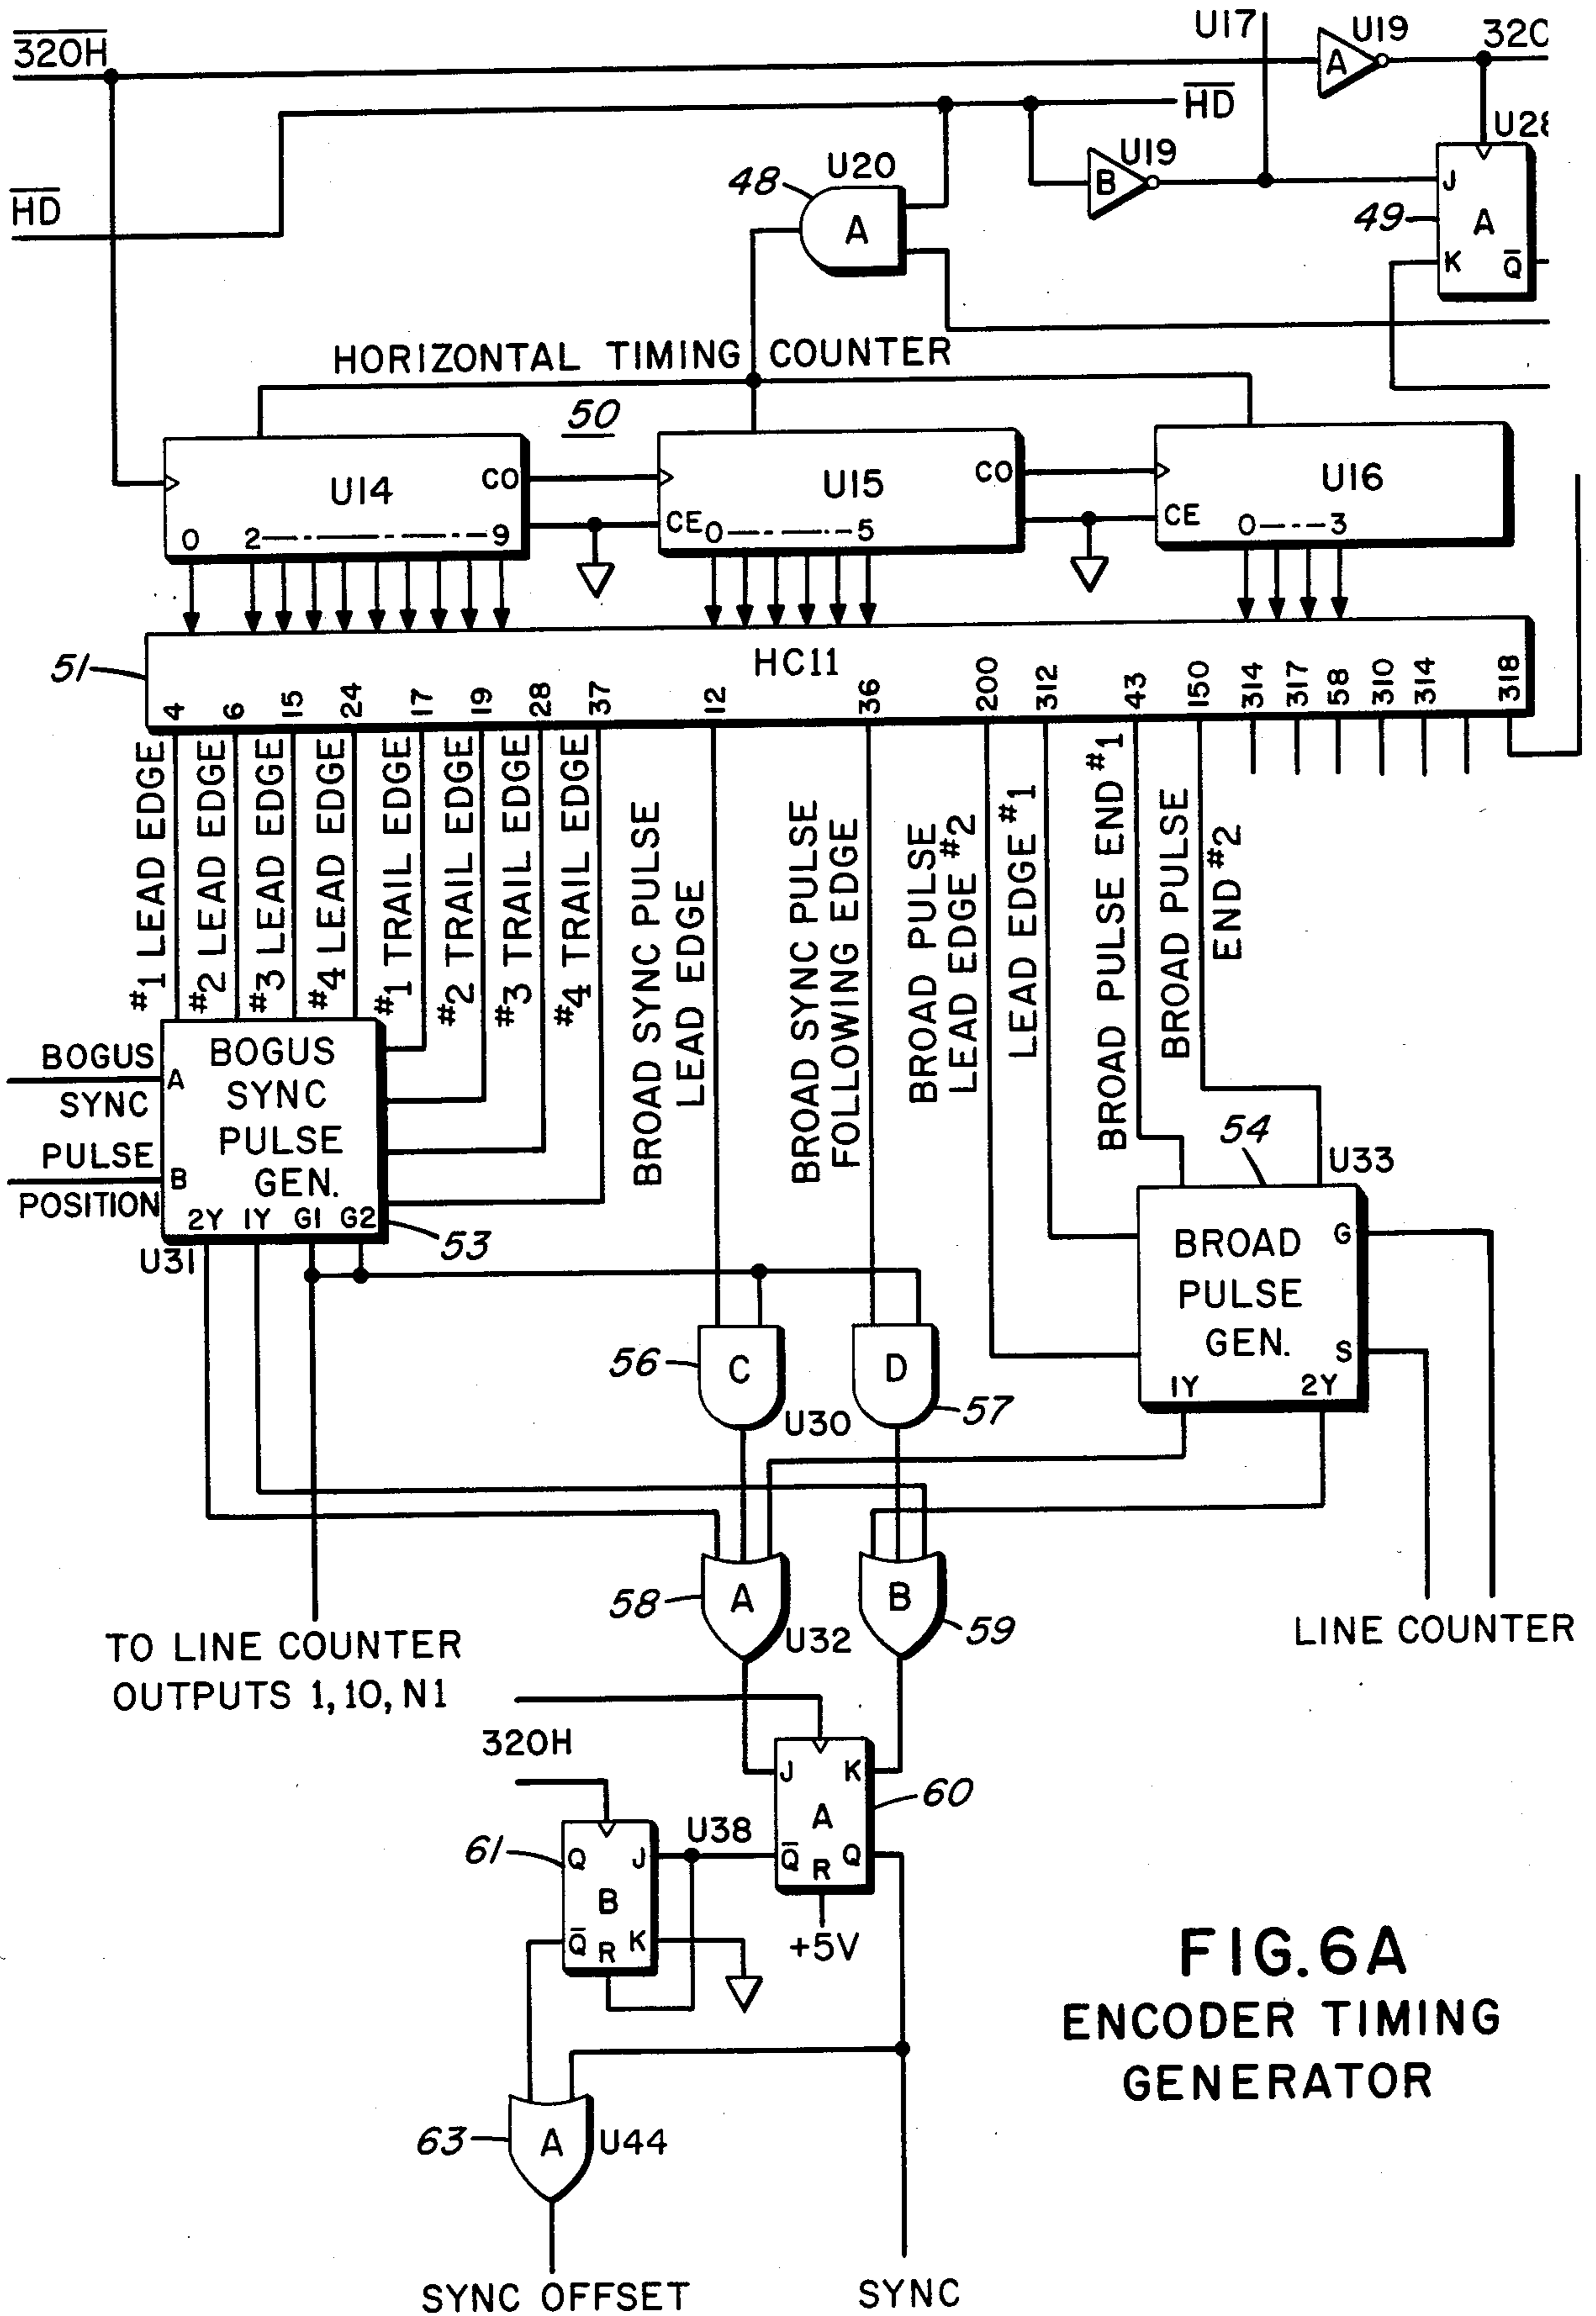 3̅2̅0̅H̅
U17
U19
A
320
H̅D̅
U28
U19
B
J
49
A
K
Q̅
U20
48
A
H̅D̅
HORIZONTAL TIMING COUNTER
50
U14
CO
0
2
9
U15
CO
CE
0
5
U16
CE
0
3
51
HC11
4
6
15
24
17
19
28
37
12
36
200
312
43
150
314
317
58
310
314
318
#1 LEAD EDGE
#2 LEAD EDGE
#3 LEAD EDGE
#4 LEAD EDGE
#1 TRAIL EDGE
#2 TRAIL EDGE
#3 TRAIL EDGE
#4 TRAIL EDGE
BROAD SYNC PULSE
LEAD EDGE
BROAD SYNC PULSE
FOLLOWING EDGE
BROAD PULSE
LEAD EDGE #2
LEAD EDGE #1
BROAD PULSE END #1
BROAD PULSE
END #2
BOGUS
SYNC
PULSE
POSITION
A
B
BOGUS
SYNC
PULSE
GEN.
2Y 1Y G1 G2
U31
53
54
U33
BROAD
PULSE
GEN.
G
S
1Y
2Y
56
C
U30
D
57
58
A
U32
B
59
LINE COUNTER
TO LINE COUNTER
OUTPUTS 1, 10, N1
320H
J
K
A
Q̅
R
Q
60
+5V
61
U38
Q
J
B
Q̅
R
K
63
A
U44
SYNC OFFSET
SYNC
FIG. 6A
ENCODER TIMING
GENERATOR